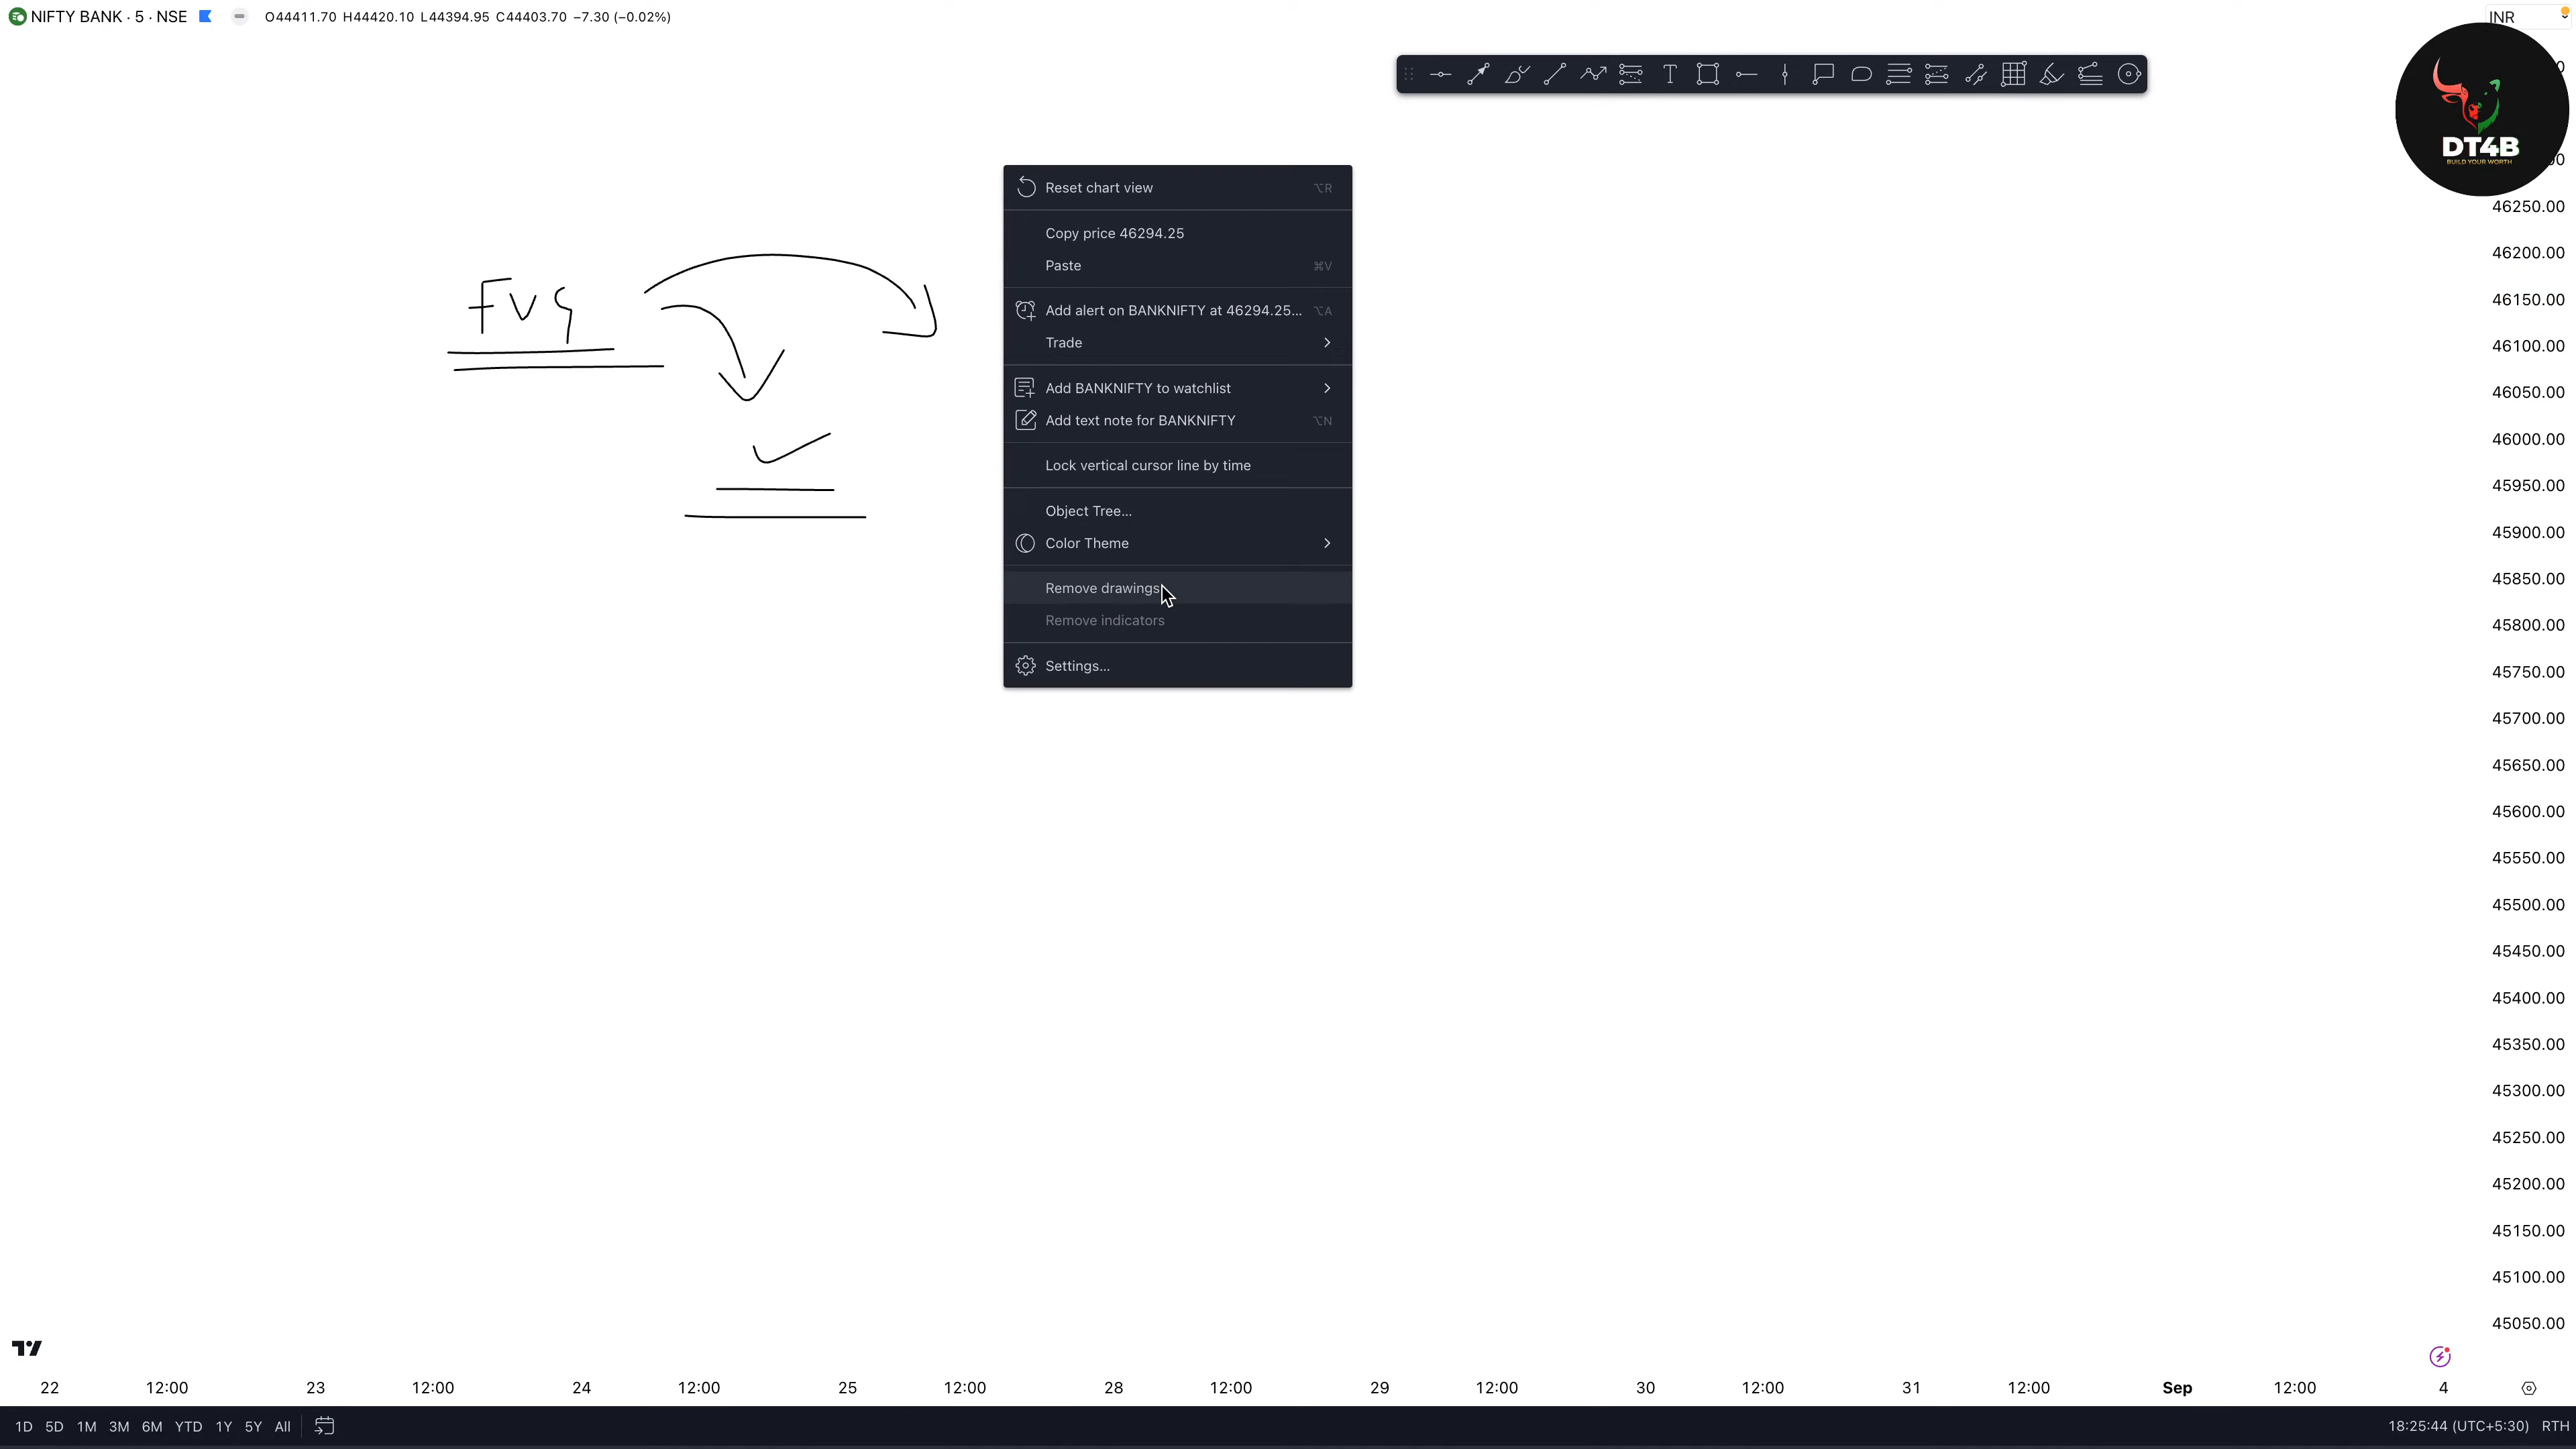 NIFTY BANK · 5 · NSE O44411.70 H44420.10 L44394.95 C44403.70 −7.30 (−0.02%)
INR
DT4B
BUILD YOUR WORTH
Fvg
Reset chart view ⌥R
Copy price 46294.25
Paste ⌘V
Add alert on BANKNIFTY at 46294.25... ⌥A
Trade
Add BANKNIFTY to watchlist
Add text note for BANKNIFTY ⌥N
Lock vertical cursor line by time
Object Tree...
Color Theme
Remove drawings
Remove indicators
Settings...
46250.00
46200.00
46150.00
46100.00
46050.00
46000.00
45950.00
45900.00
45850.00
45800.00
45750.00
45700.00
45650.00
45600.00
45550.00
45500.00
45450.00
45400.00
45350.00
45300.00
45250.00
45200.00
45150.00
45100.00
45050.00
22 12:00 23 12:00 24 12:00 25 12:00 28 12:00 29 12:00 30 12:00 31 12:00 Sep 12:00 4
1D 5D 1M 3M 6M YTD 1Y 5Y All 18:25:44 (UTC+5:30) RTH